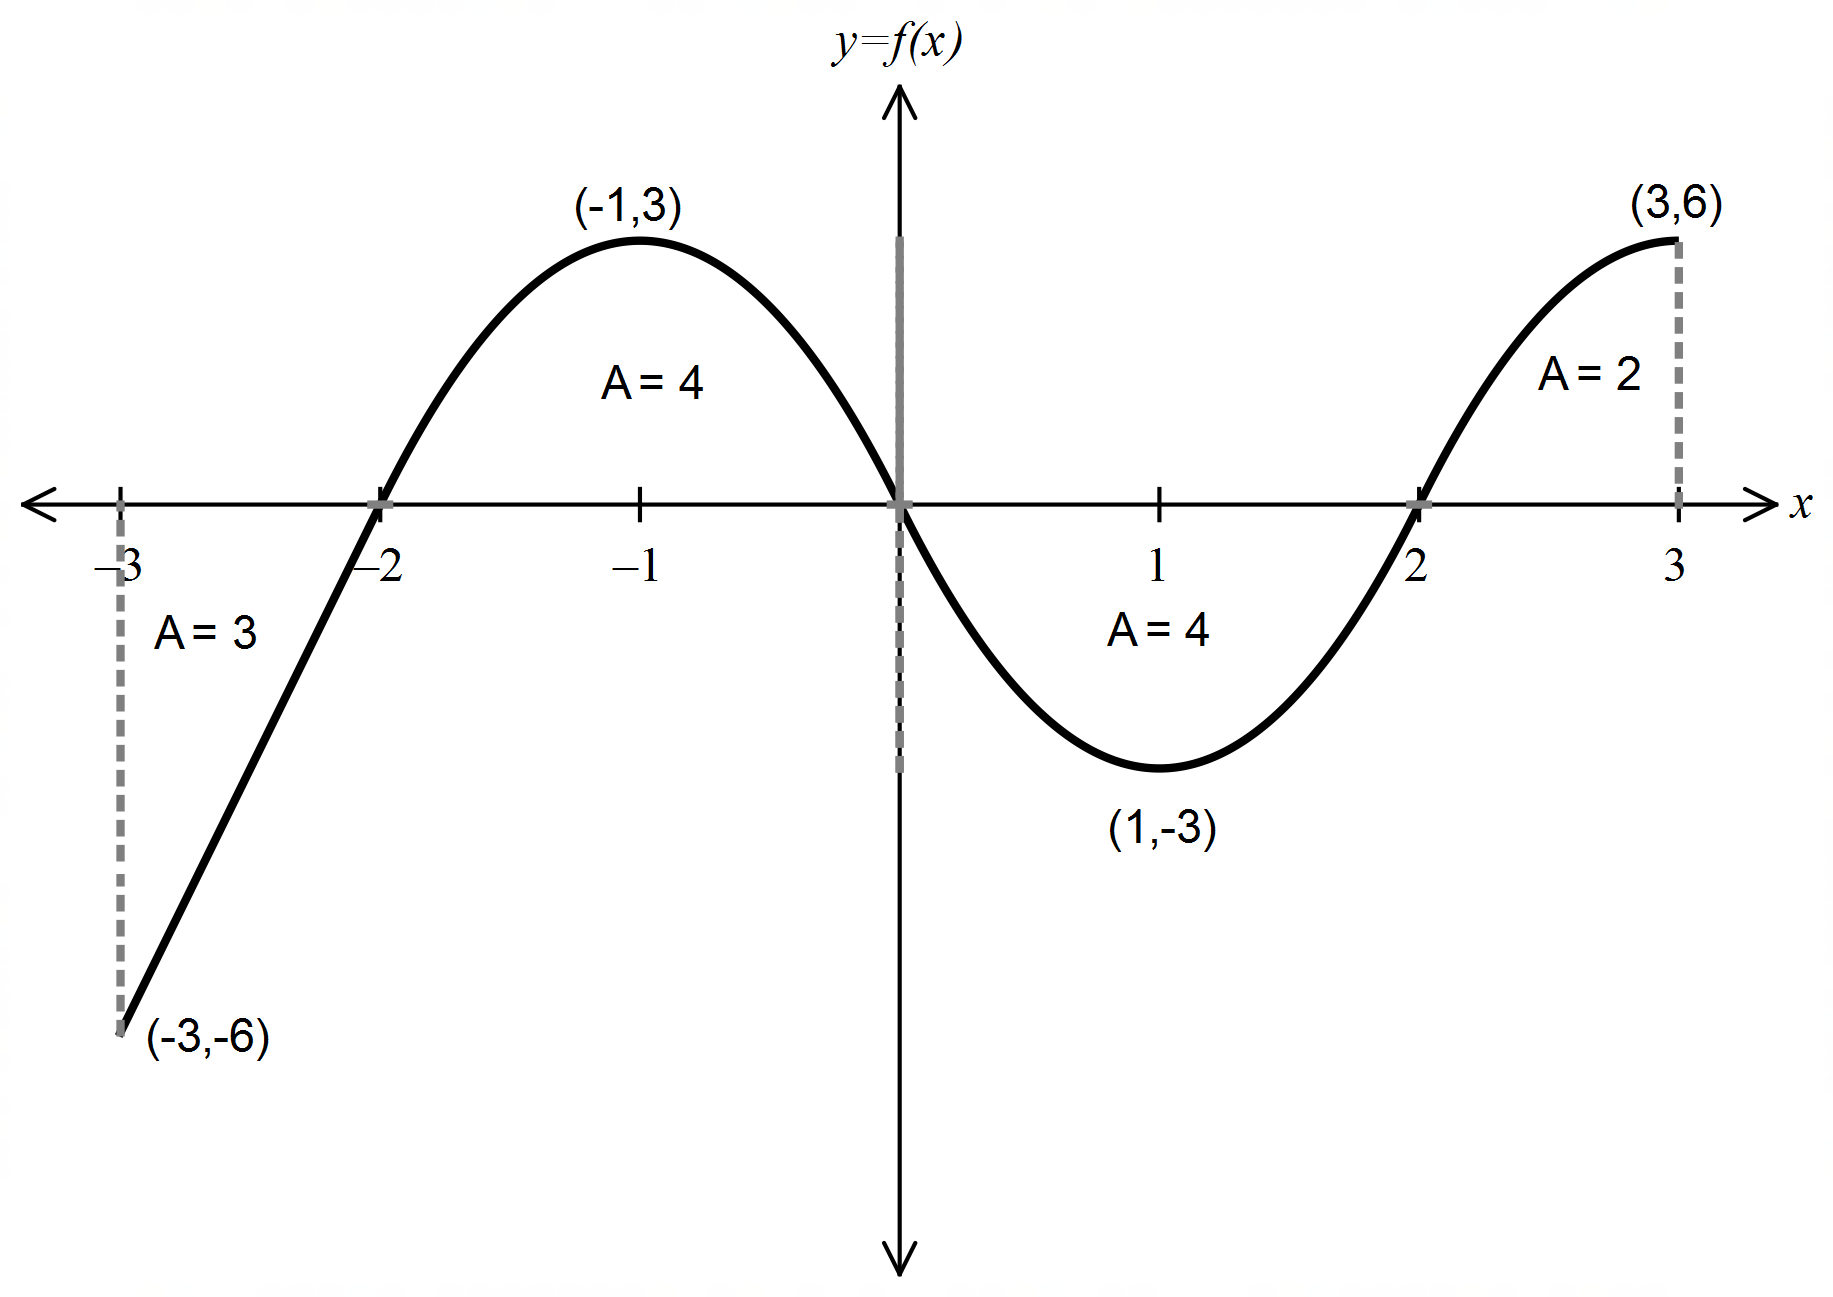 y=f(x)
(-1,3)
(3,6)
A = 4
A = 2
x
–3
–2
–1
1
2
3
A = 3
A = 4
(1,-3)
(-3,-6)